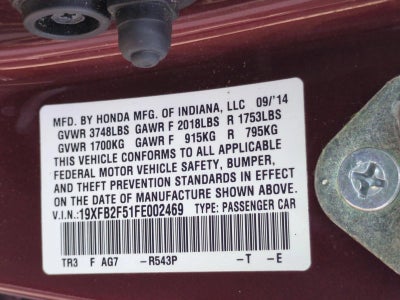 MFD. BY HONDA MFG. OF INDIANA, LLC 09/'14
GVWR 3748LBS GAWR F 2018LBS R 1753LBS
GVWR 1700KG GAWR F 915KG R 795KG
THIS VEHICLE CONFORMS TO ALL APPLICABLE
FEDERAL MOTOR VEHICLE SAFETY, BUMPER,
AND THEFT PREVENTION STANDARDS IN EFFECT
ON THE DATE OF MANUFACTURE SHOWN ABOVE.
V.I.N.:19XFB2F51FE002469 TYPE: PASSENGER CAR
TR3 F AG7 -R543P -T -E